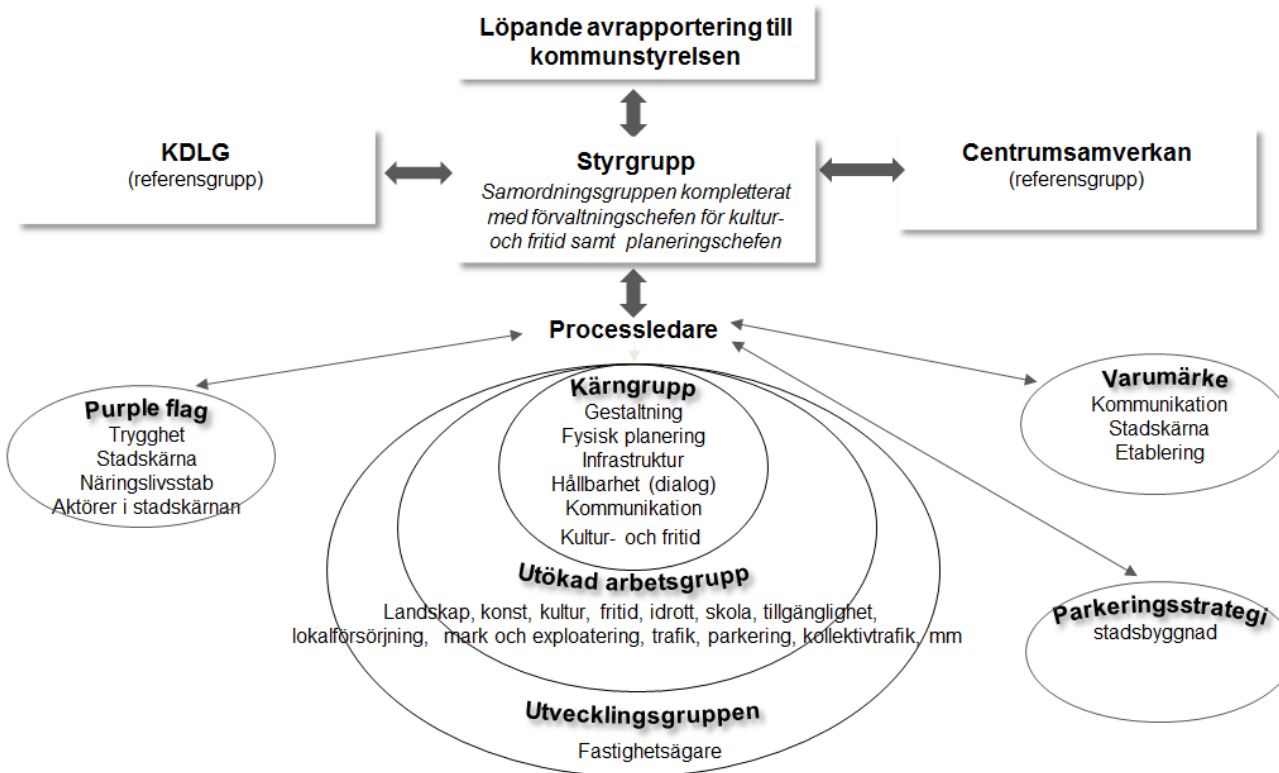 Löpande avrapportering till
kommunstyrelsen
KDLG
(referensgrupp)
Styrgrupp
Samordningsgruppen kompletterat
med förvaltningschefen för kultur-
och fritid samt planeringschefen
Centrumsamverkan
(referensgrupp)
Processledare
Purple flag
Trygghet
Stadskärna
Näringslivsstab
Aktörer i stadskärnan
Kärngrupp
Gestaltning
Fysisk planering
Infrastruktur
Hållbarhet (dialog)
Kommunikation
Kultur- och fritid
Varumärke
Kommunikation
Stadskärna
Etablering
Utökad arbetsgrupp
Landskap, konst, kultur, fritid, idrott, skola, tillgänglighet,
lokalförsörjning, mark och exploatering, trafik, parkering, kollektivtrafik, mm
Parkeringsstrategi
stadsbyggnad
Utvecklingsgruppen
Fastighetsägare